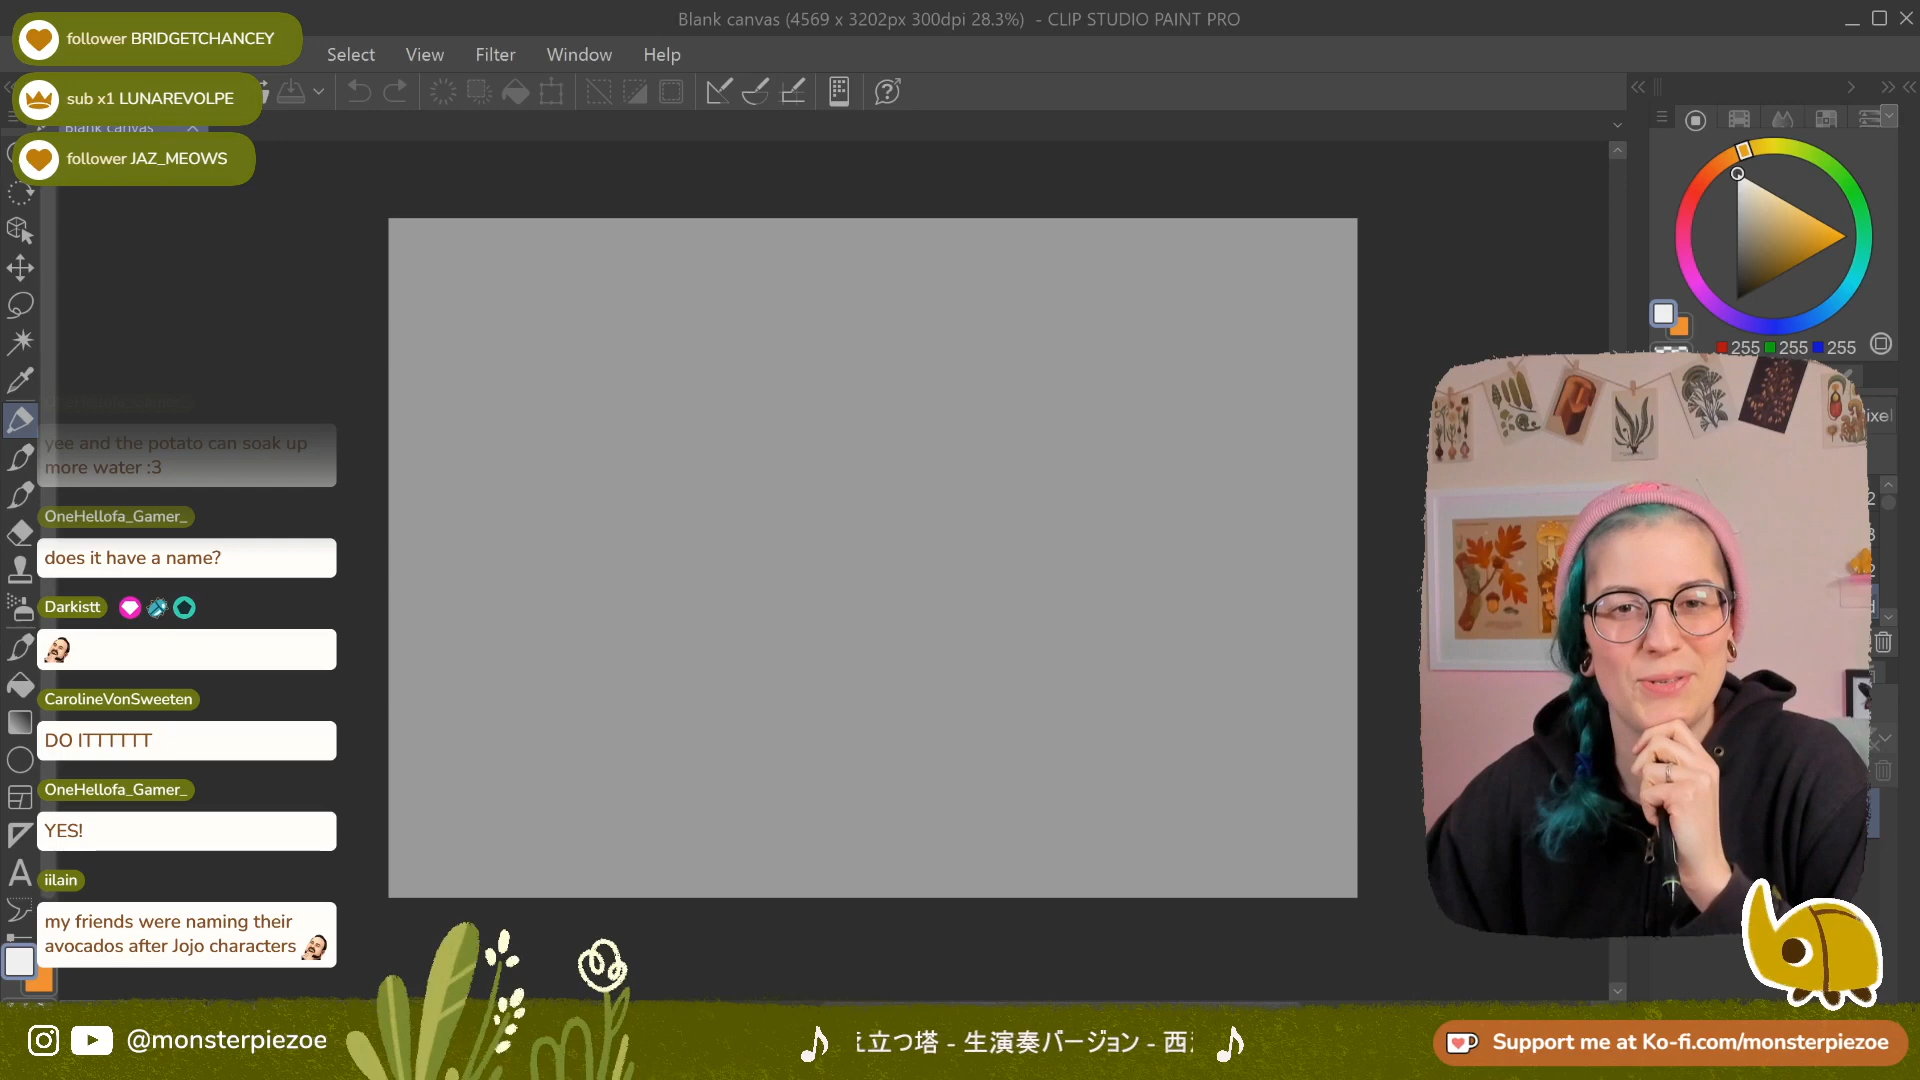 Blank canvas (4569 x 3202px 300dpi 28.3%) - CLIP STUDIO PAINT PRO
follower BRIDGETCHANCEY
Select View Filter Window Help
sub x1 LUNAREVOLPE
Blank canvas
follower JAZ_MEOWS
255 255 255
yee and the potato can soak up
more water :3
OneHellofa_Gamer_
does it have a name?
Darkistt
CarolineVonSweeten
DO ITTTTTT
OneHellofa_Gamer_
YES!
iilain
my friends were naming their
avocados after Jojo characters
@monsterpiezoe
立つ塔 - 生演奏バージョン - 西
Support me at Ko-fi.com/monsterpiezoe